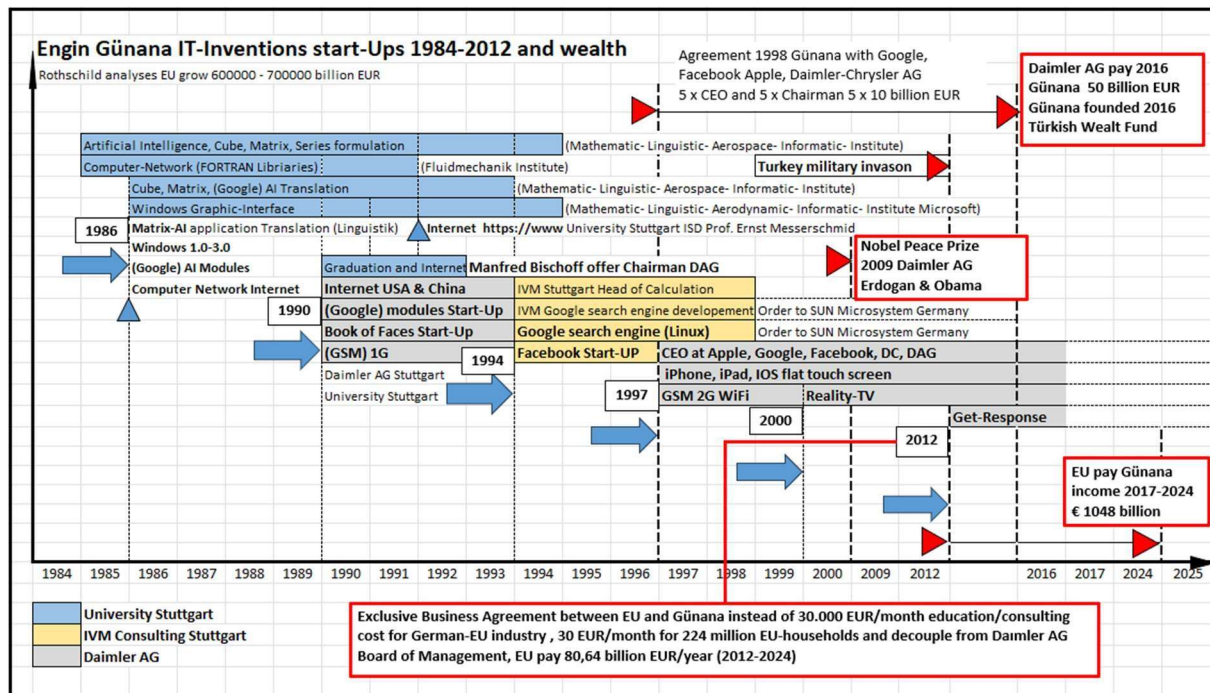 Engin Günana IT-Inventions start-Ups 1984-2012 and wealth
Rothschild analyses EU grow 600000 - 700000 billion EUR
Agreement 1998 Günana with Google,
Facebook Apple, Daimler-Chrysler AG
5 x CEO and 5 x Chairman 5 x 10 billion EUR
Daimler AG pay 2016
Günana 50 Billion EUR
Günana founded 2016
Türkish Wealt Fund
Artificial Intelligence, Cube, Matrix, Series formulation
(Mathematic- Linguistic- Aerospace- Informatic- Institute)
Computer-Network (FORTRAN Libriaries)
(Fluidmechanik Institute)
Turkey military invason
Cube, Matrix, (Google) AI Translation
(Mathematic- Linguistic- Aerospace- Informatic- Institute)
Windows Graphic-Interface
(Mathematic- Linguistic- Aerodynamic- Informatic- Institute Microsoft)
1986
Matrix-AI application Translation (Linguistik)
Internet https://www University Stuttgart ISD Prof. Ernst Messerschmid
Windows 1.0-3.0
(Google) AI Modules
Computer Network Internet
Nobel Peace Prize
2009 Daimler AG
Erdogan & Obama
Graduation and Internet
Manfred Bischoff offer Chairman DAG
Internet USA & China
IVM Stuttgart Head of Calculation
1990
(Google) modules Start-Up
IVM Google search engine developement
Order to SUN Microsystem Germany
Book of Faces Start-Up
Google search engine (Linux)
Order to SUN Microsystem Germany
(GSM) 1G
1994
Facebook Start-UP
CEO at Apple, Google, Facebook, DC, DAG
Daimler AG Stuttgart
iPhone, iPad, IOS flat touch screen
University Stuttgart
1997
GSM 2G WiFi
Reality-TV
2000
Get-Response
2012
EU pay Günana
income 2017-2024
€ 1048 billion
1984 1985 1986 1987 1988 1989 1990 1991 1992 1993 1994 1995 1996 1997 1998 1999 2000 2009 2012 2016 2017 2024 2025
University Stuttgart
IVM Consulting Stuttgart
Daimler AG
Exclusive Business Agreement between EU and Günana instead of 30.000 EUR/month education/consulting
cost for German-EU industry , 30 EUR/month for 224 million EU-households and decouple from Daimler AG
Board of Management, EU pay 80,64 billion EUR/year (2012-2024)